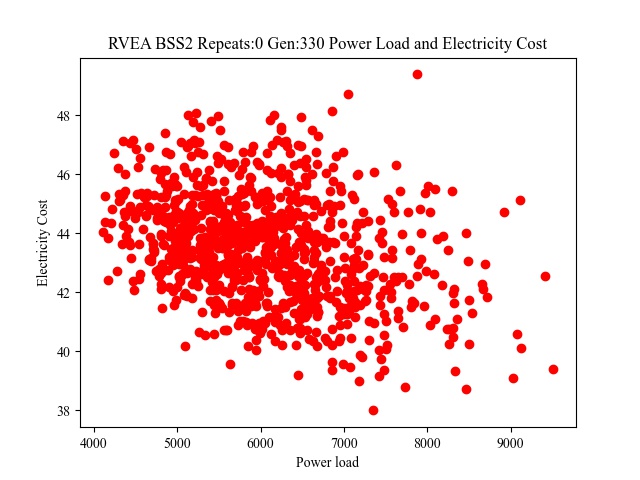 RVEA BSS2 Repeats:0 Gen:330 Power Load and Electricity Cost
Electricity Cost
48
46
44
42
40
38
4000 5000 6000 7000 8000 9000
Power load